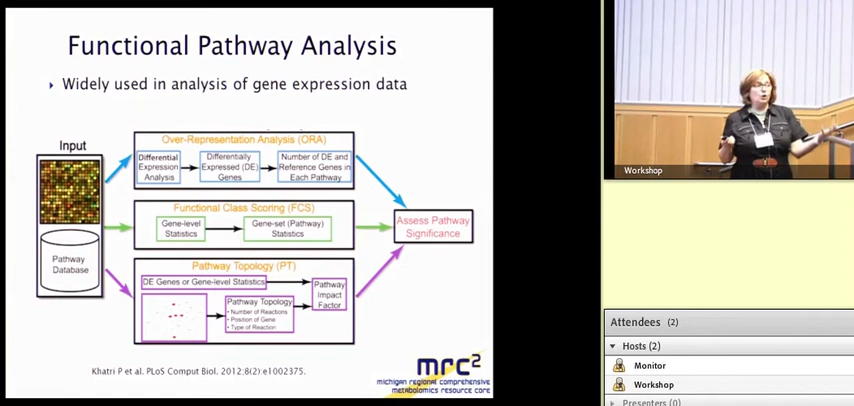 Functional Pathway Analysis
Widely used in analysis of gene expression data
Input
Pathway
Database
Over-Representation Analysis (ORA)
Differential
Expression
Analysis
Differentially
Expressed (DE)
Genes
Number of DE and
Reference Genes in
Each Pathway
Functional Class Scoring (FCS)
Gene-level
Statistics
Gene-set (Pathway)
Statistics
Pathway Topology (PT)
DE Genes or Gene-level Statistics
Pathway Topology
• Number of Reactions
• Position of Gene
• Type of Reaction
Pathway
Impact
Factor
Assess Pathway
Significance
Khatri P et al. PLoS Comput Biol. 2012;8(2):e1002375.
mrc2
michigan regional comprehensive
metabolomics resource core
Workshop
Attendees (2)
Hosts (2)
Monitor
Workshop
Presenters (0)